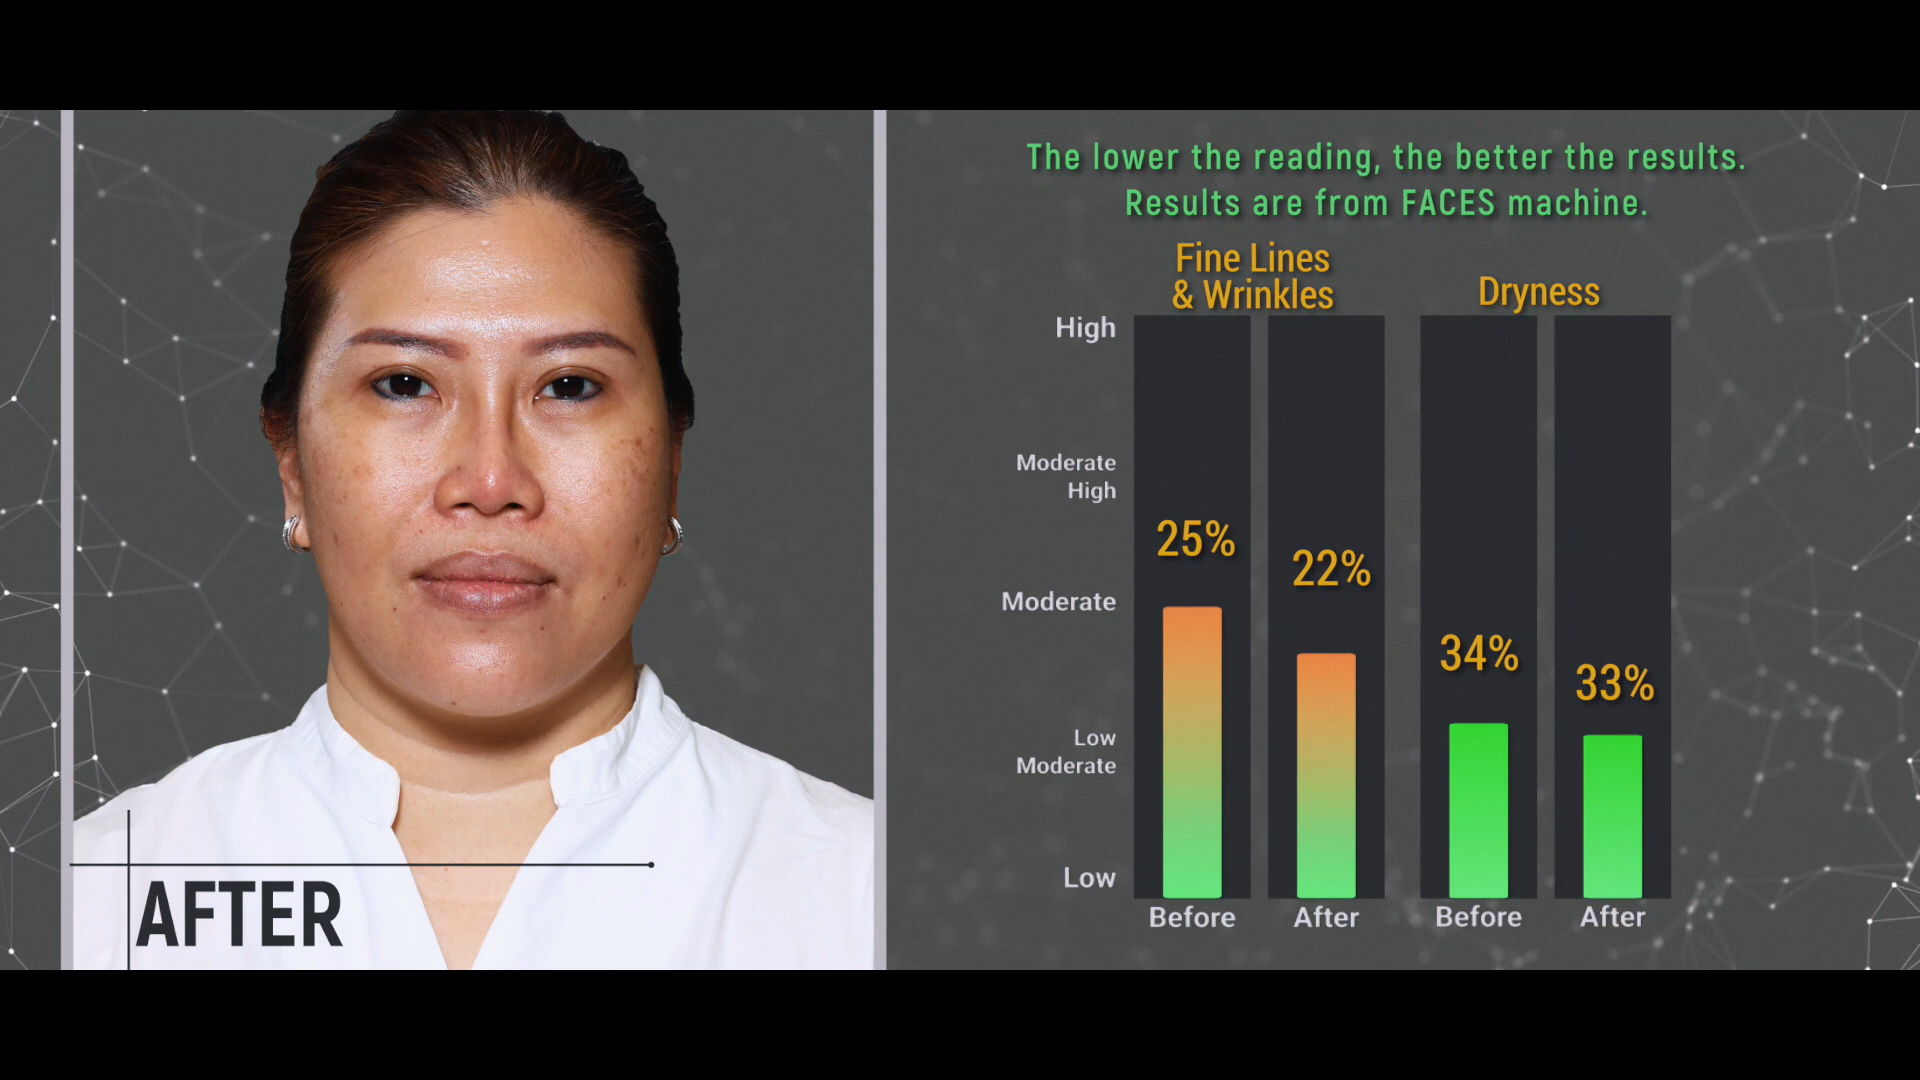 The lower the reading, the better the results.
Results are from FACES machine.
Fine Lines
& Wrinkles
Dryness
High
Moderate
High
25%
22%
Moderate
34%
33%
Low
Moderate
Low
Before
After
Before
After
AFTER